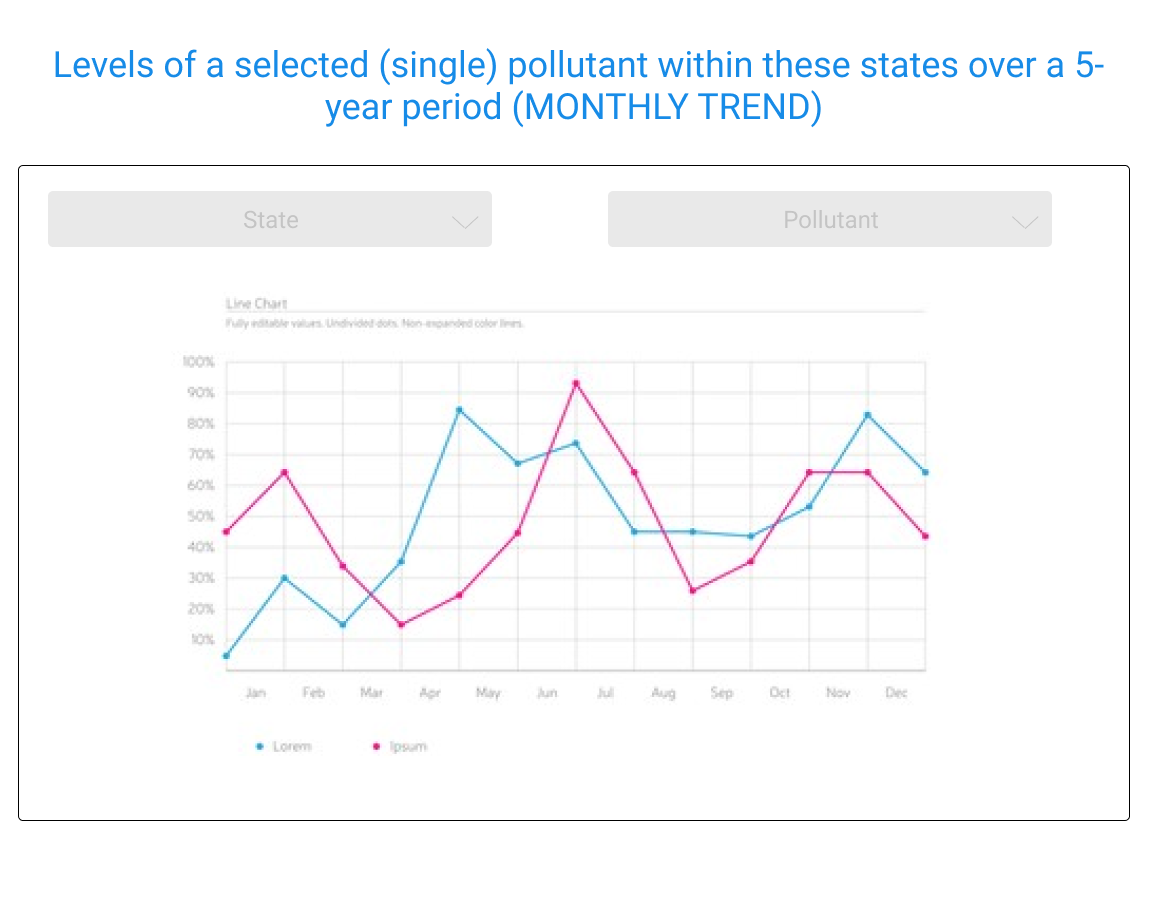 Levels of a selected (single) pollutant within these states over a 5-
year period (MONTHLY TREND)
State
Pollutant
Line Chart
Fully editable values. Undivided dots. Non-expanded color lines.
100%
90%
80%
70%
60%
50%
40%
30%
20%
10%
Jan Feb Mar Apr May Jun Jul Aug Sep Oct Nov Dec
Lorem Ipsum